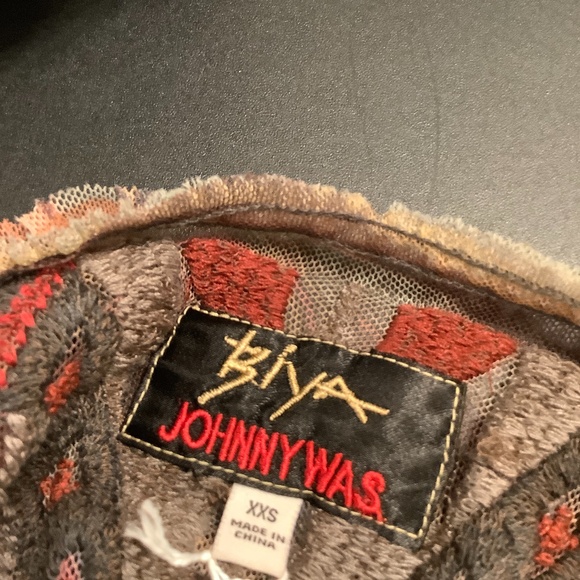 Biya
JOHNNY WAS.
XXS
MADE IN
CHINA